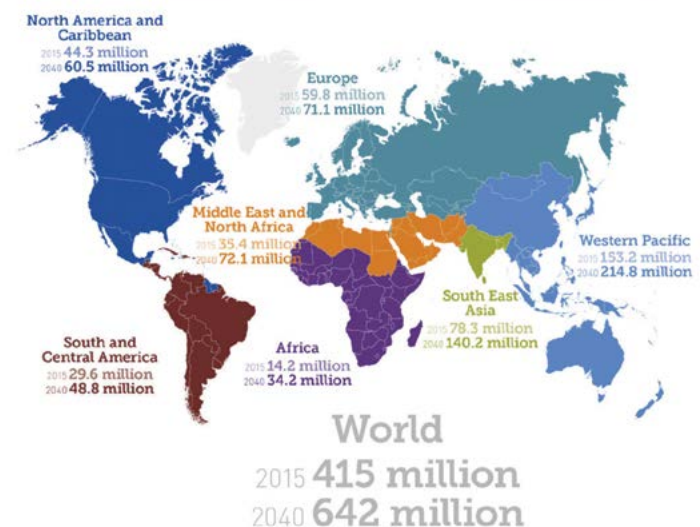 North America and
Caribbean
2015 44.3 million
2040 60.5 million
Europe
2015 59.8 million
2040 71.1 million
Middle East and
North Africa
2015 35.4 million
2040 72.1 million
Western Pacific
2015 153.2 million
2040 214.8 million
South East
Asia
2015 78.3 million
2040 140.2 million
South and
Central America
2015 29.6 million
2040 48.8 million
Africa
2015 14.2 million
2040 34.2 million
World
2015 415 million
2040 642 million